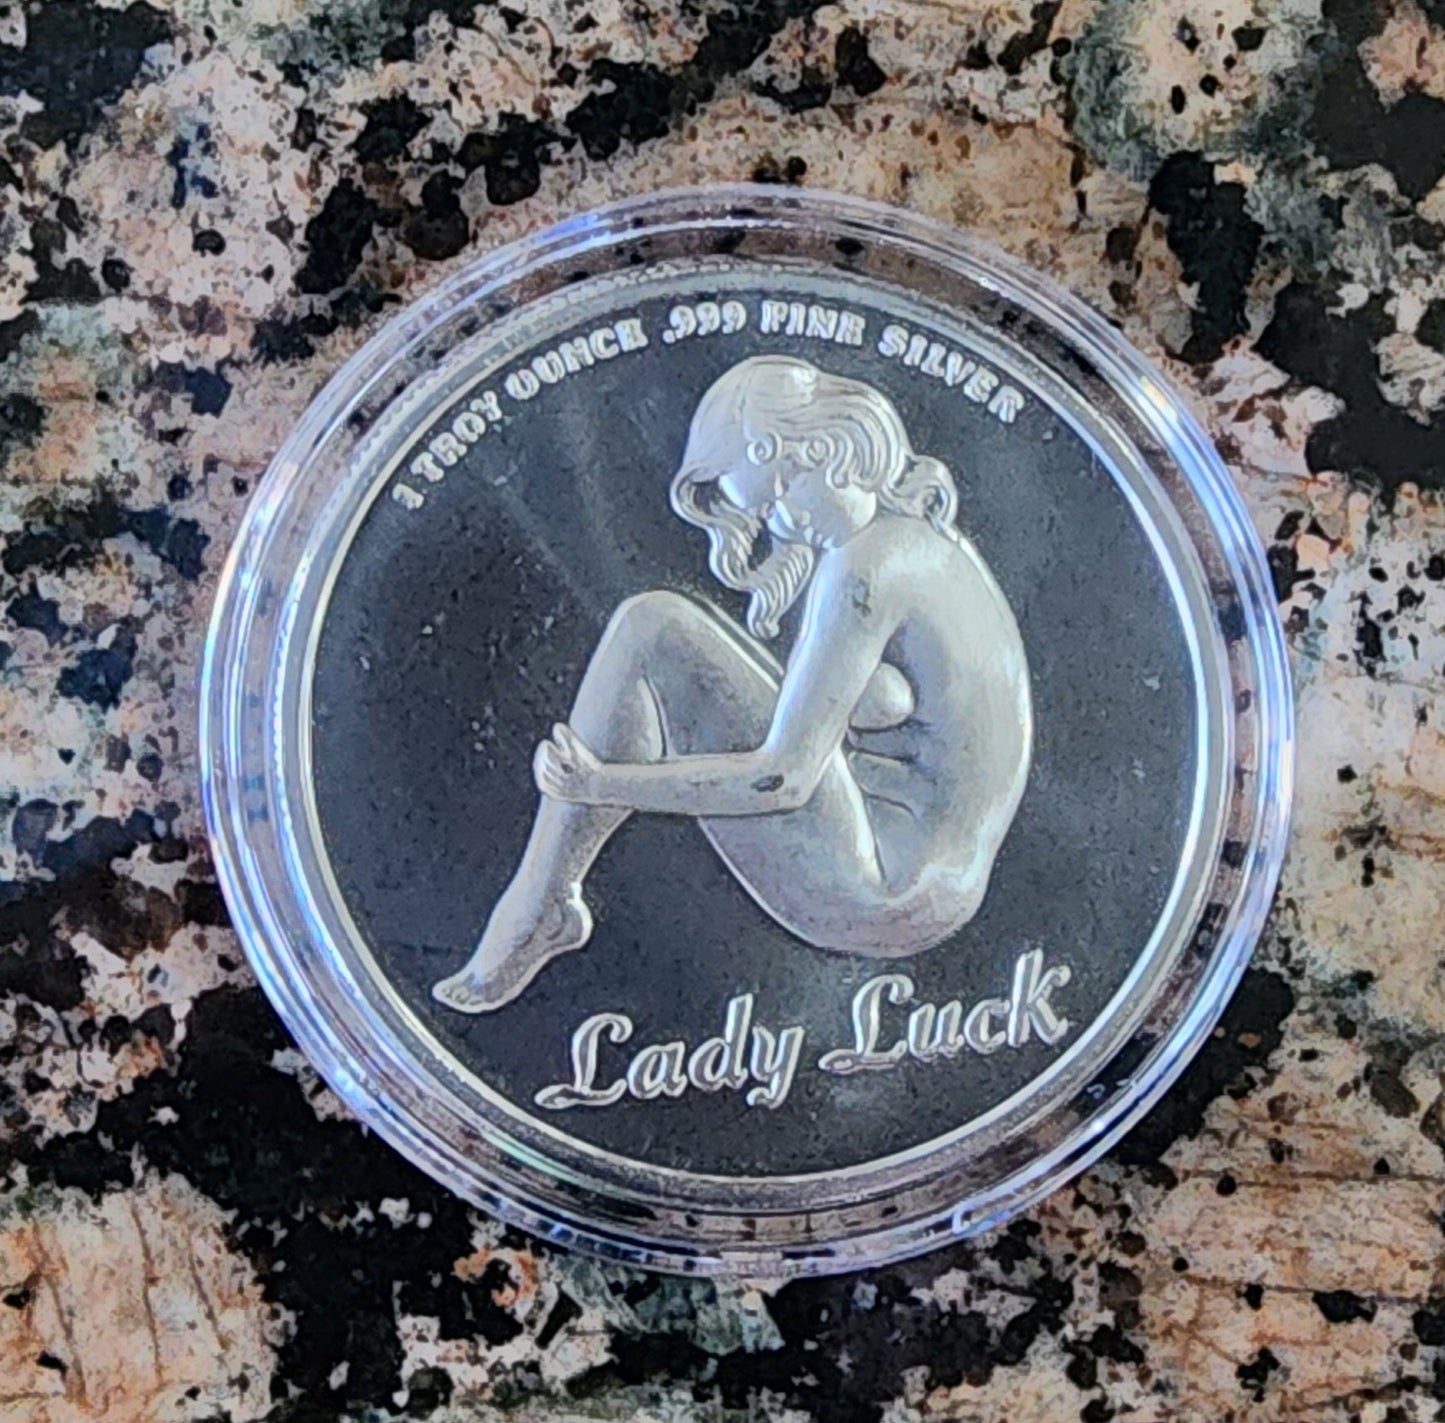 1 TROY OUNCE .999 FINE SILVER
Lady Luck